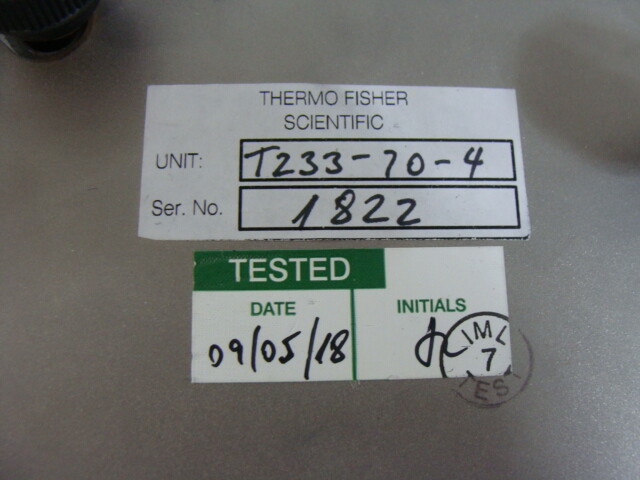 THERMO FISHER
SCIENTIFIC
UNIT: T233-70-4
Ser. No. 1822
TESTED
DATE INITIALS
09/05/18
IML
7
TEST